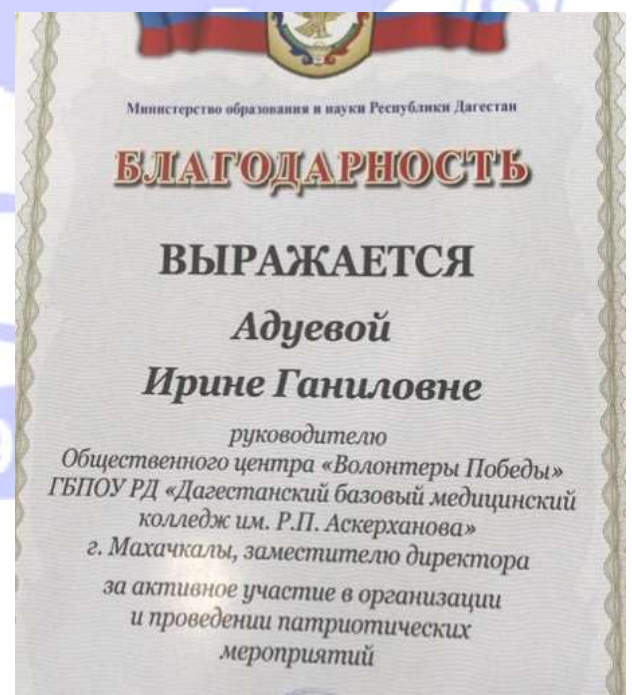 Министерство образования и науки Республики Дагестан
БЛАГОДАРНОСТЬ
ВЫРАЖАЕТСЯ
Адуевой
Ирине Ганиловне
руководителю
Общественного центра «Волонтеры Победы»
ГБПОУ РД «Дагестанский базовый медицинский
колледж им. Р.П. Аскерханова»
г. Махачкалы, заместителю директора
за активное участие в организации
и проведении патриотических
мероприятий